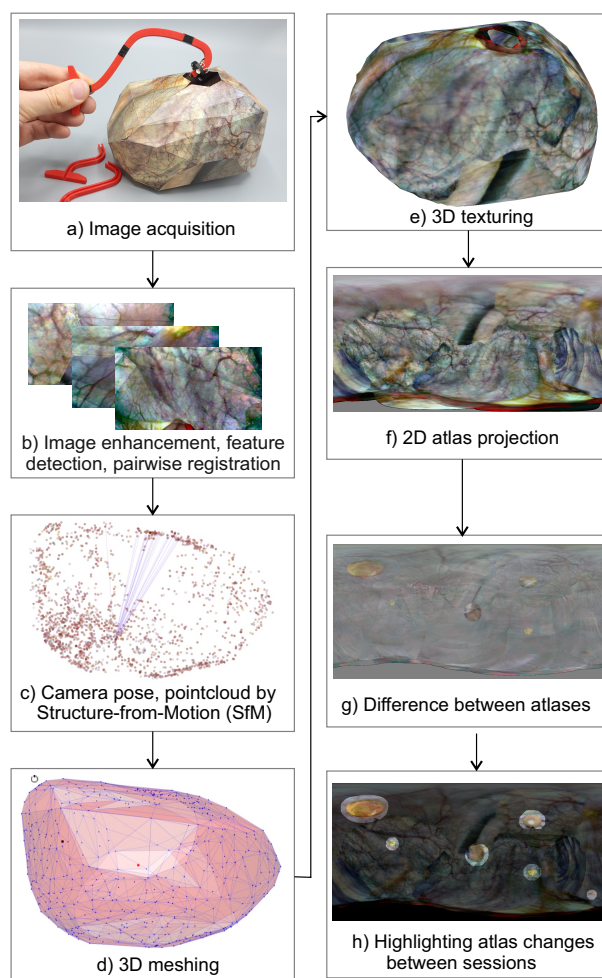 a) Image acquisition
b) Image enhancement, feature
detection, pairwise registration
c) Camera pose, pointcloud by
Structure-from-Motion (SfM)
d) 3D meshing
e) 3D texturing
f) 2D atlas projection
g) Difference between atlases
h) Highlighting atlas changes
between sessions